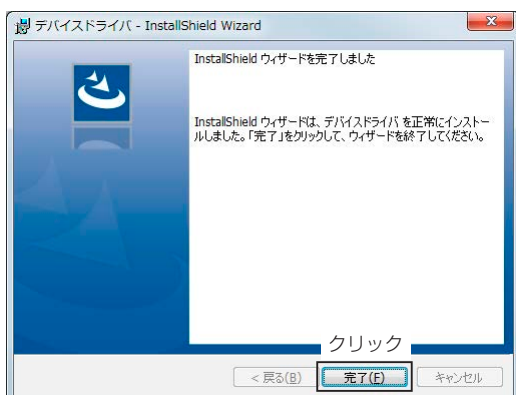 デバイスドライバ - InstallShield Wizard
InstallShield ウィザードを完了しました
InstallShield ウィザードは、デバイスドライバ を正常にインストー
ルしました。「完了」をクリックして、ウィザードを終了してください。
クリック
< 戻る(B) 完了(F) キャンセル